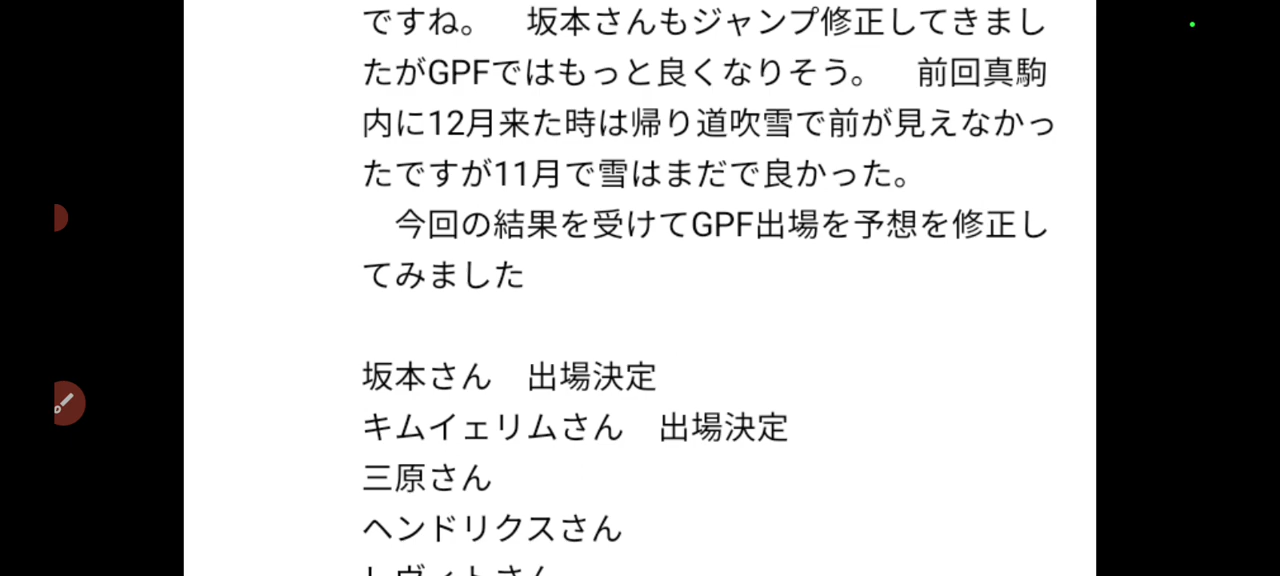 ですね。　坂本さんもジャンプ修正してきまし
たがGPFではもっと良くなりそう。　前回真駒
内に12月来た時は帰り道吹雪で前が見えなかっ
たですが11月で雪はまだで良かった。
　今回の結果を受けてGPF出場を予想を修正し
てみました
坂本さん　出場決定
キムイェリムさん　出場決定
三原さん
ヘンドリクスさん
レヴィトさん